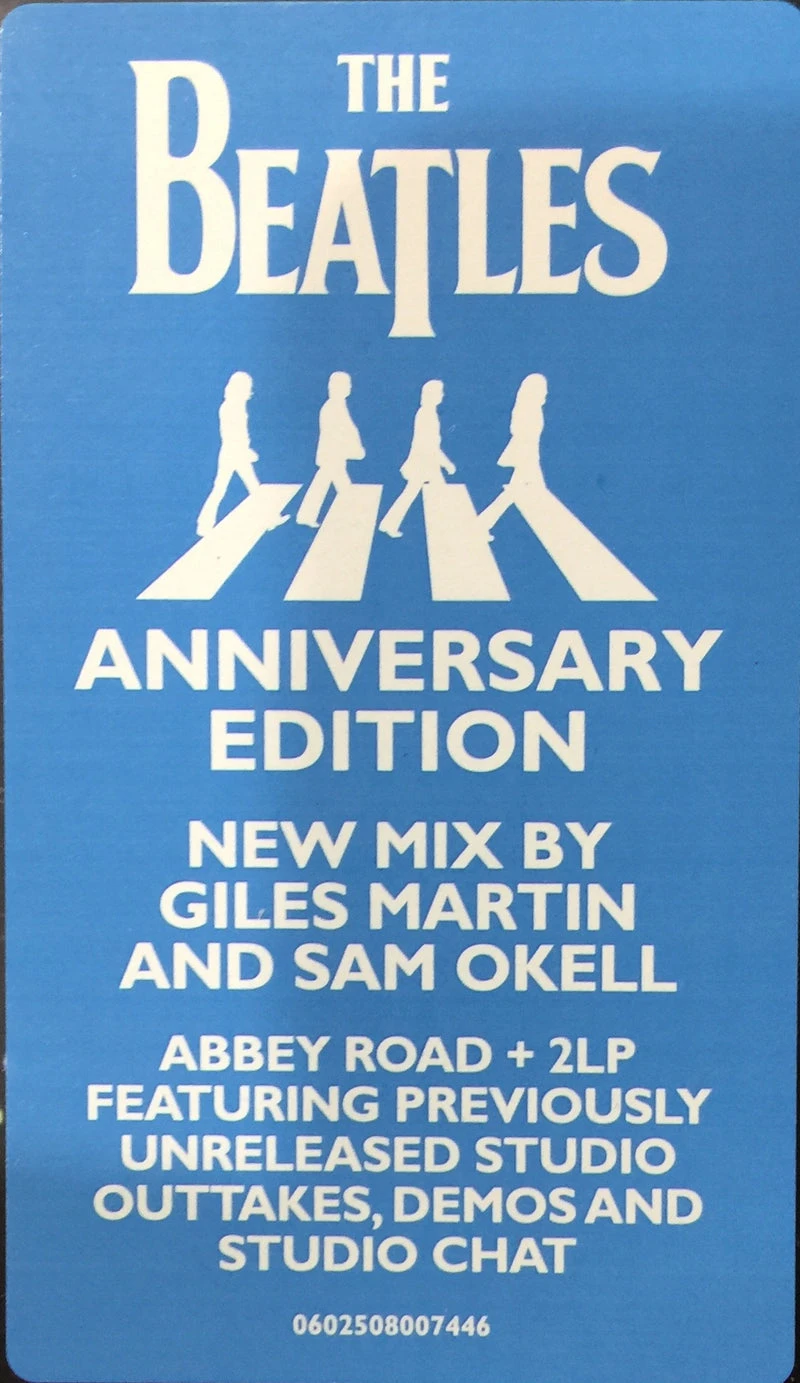 THE
BEATLES
ANNIVERSARY
EDITION
NEW MIX BY
GILES MARTIN
AND SAM OKELL
ABBEY ROAD + 2LP
FEATURING PREVIOUSLY
UNRELEASED STUDIO
OUTTAKES, DEMOS AND
STUDIO CHAT
0602508007446